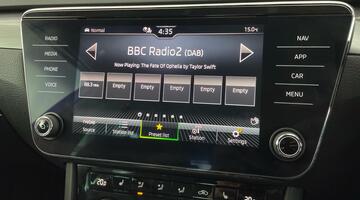 Normal
4:35
15.0
RADIO
MEDIA
PHONE
VOICE
NAV
APP
CAR
MENU
BBC Radio2 (DAB)
Now Playing: The Fate Of Ophelia by Taylor Swift
88.3
Empty
Empty
Empty
Empty
Empty
Source
Station list
Preset list
Station
Settings